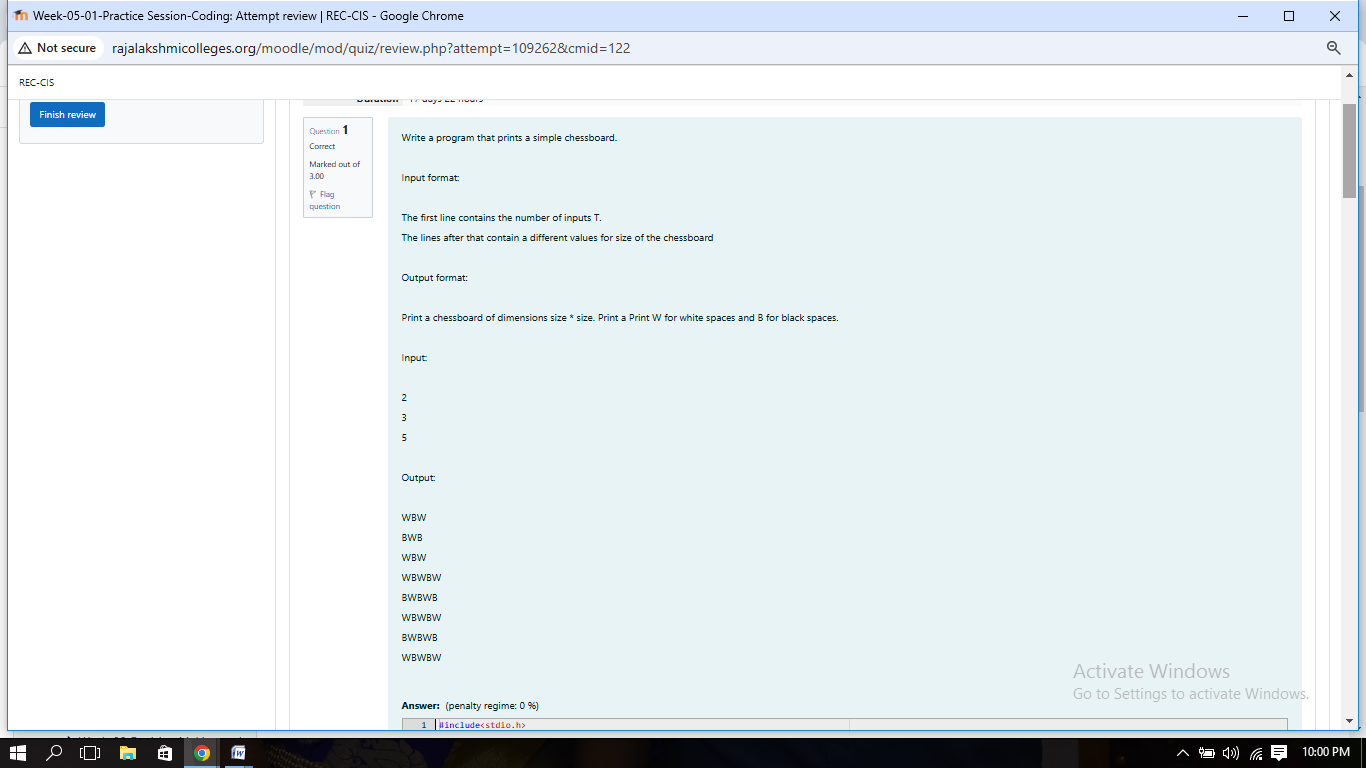 Week-05-01-Practice Session-Coding: Attempt review | REC-CIS - Google Chrome
Not secure rajalakshmicolleges.org/moodle/mod/quiz/review.php?attempt=109262&cmid=122
REC-CIS
Finish review
Question 1
Correct
Marked out of
3.00
Flag
question
Write a program that prints a simple chessboard.
Input format:
The first line contains the number of inputs T.
The lines after that contain a different values for size of the chessboard
Output format:
Print a chessboard of dimensions size * size. Print a Print W for white spaces and B for black spaces.
Input:
2
3
5
Output:
WBW
BWB
WBW
WBWBW
BWBWB
WBWBW
BWBWB
WBWBW
Answer: (penalty regime: 0 %)
1 #include<stdio.h>
Activate Windows
Go to Settings to activate Windows.
10:00 PM